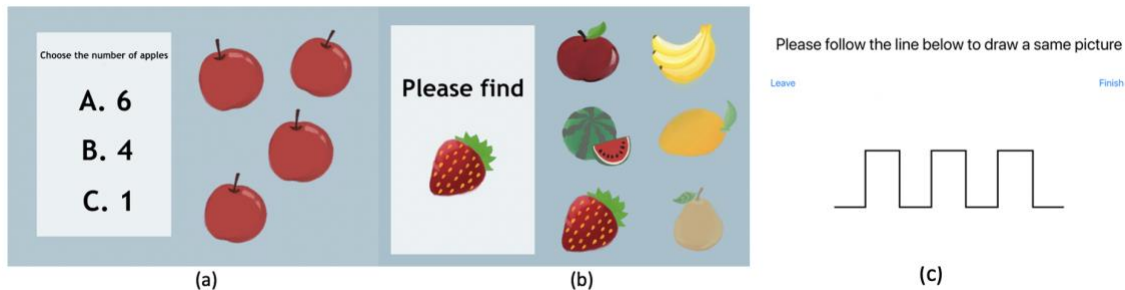 Choose the number of apples
A. 6
B. 4
C. 1
(a)
Please find
(b)
Please follow the line below to draw a same picture
Leave
Finish
(c)